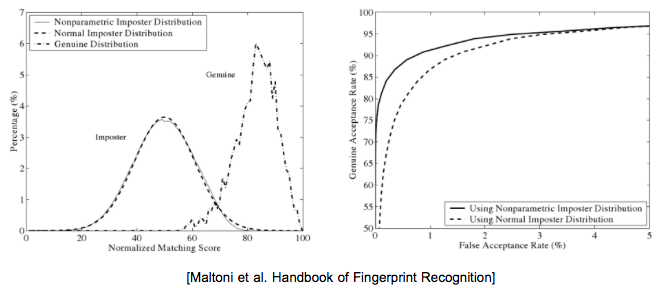 Nonparametric Imposter Distribution
Normal Imposter Distribution
Genuine Distribution
Genuine
Imposter
Percentage (%)
7
6
5
4
3
2
1
0
0 20 40 60 80 100
Normalized Matching Score
Genuine Acceptance Rate (%)
100
95
90
85
80
75
70
65
60
55
50
Using Nonparametric Imposter Distribution
Using Normal Imposter Distribution
0 1 2 3 4 5
False Acceptance Rate (%)
[Maltoni et al. Handbook of Fingerprint Recognition]